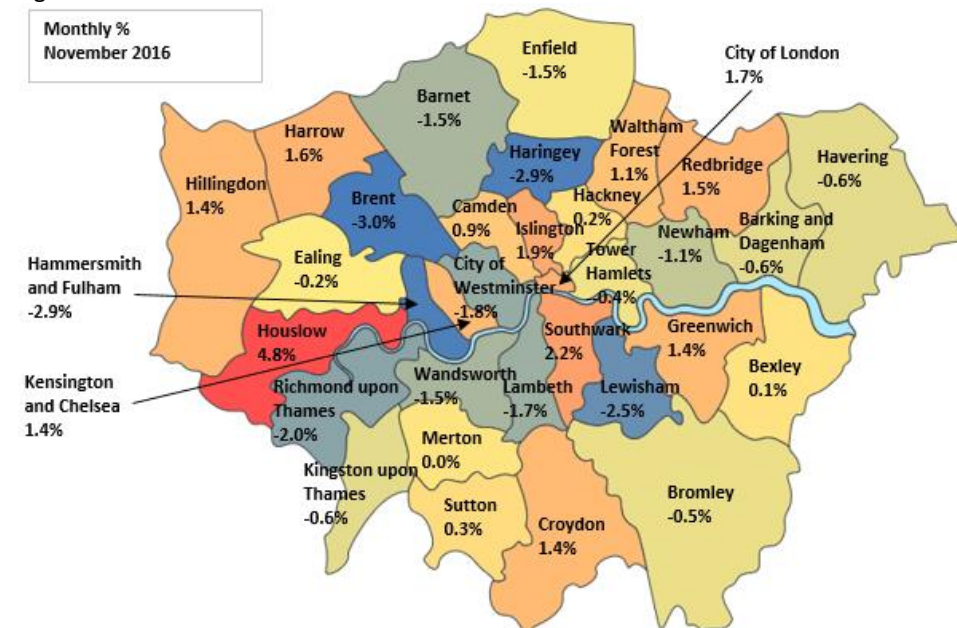 Monthly %
November 2016
Enfield
-1.5%
City of London
1.7%
Barnet
-1.5%
Harrow
1.6%
Haringey
-2.9%
Waltham
Forest
1.1%
Redbridge
1.5%
Havering
-0.6%
Hillingdon
1.4%
Brent
-3.0%
Camden
0.9%
Islington
1.9%
Hackney
0.2%
Newham
-1.1%
Barking and
Dagenham
-0.6%
Hammersmith
and Fulham
-2.9%
Ealing
-0.2%
City of
Westminster
-1.8%
Tower
Hamlets
-0.4%
Houslow
4.8%
Southwark
2.2%
Greenwich
1.4%
Bexley
0.1%
Kensington
and Chelsea
1.4%
Richmond upon
Thames
-2.0%
Wandsworth
-1.5%
Lambeth
-1.7%
Lewisham
-2.5%
Merton
0.0%
Kingston upon
Thames
-0.6%
Sutton
0.3%
Croydon
1.4%
Bromley
-0.5%